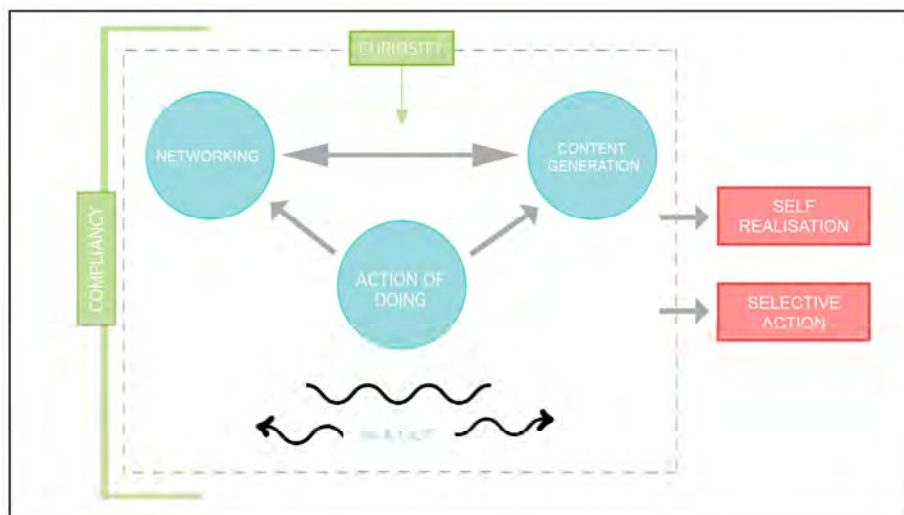 CURIOSITY
NETWORKING
CONTENT
GENERATION
SELF
REALISATION
COMPLIANCY
ACTION OF
DOING
SELECTIVE
ACTION